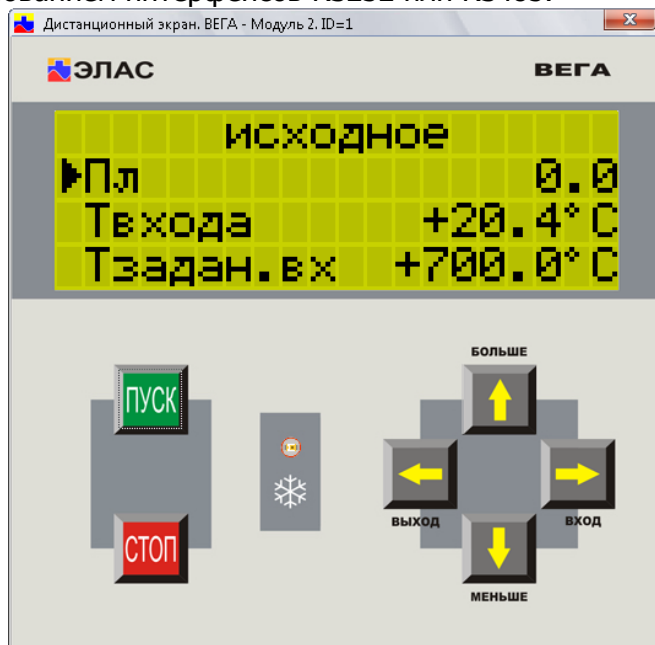 ованием интерфейсов RS232 или RS485.
Дистанционный экран. ВЕГА - Модуль 2. ID=1
ЭЛАС ВЕГА
исходное
Пл 0.0
Твхода +20.4°C
Тзадан.вх +700.0°C
БОЛЬШЕ
ПУСК
ВЫХОД ВХОД
СТОП
МЕНЬШЕ